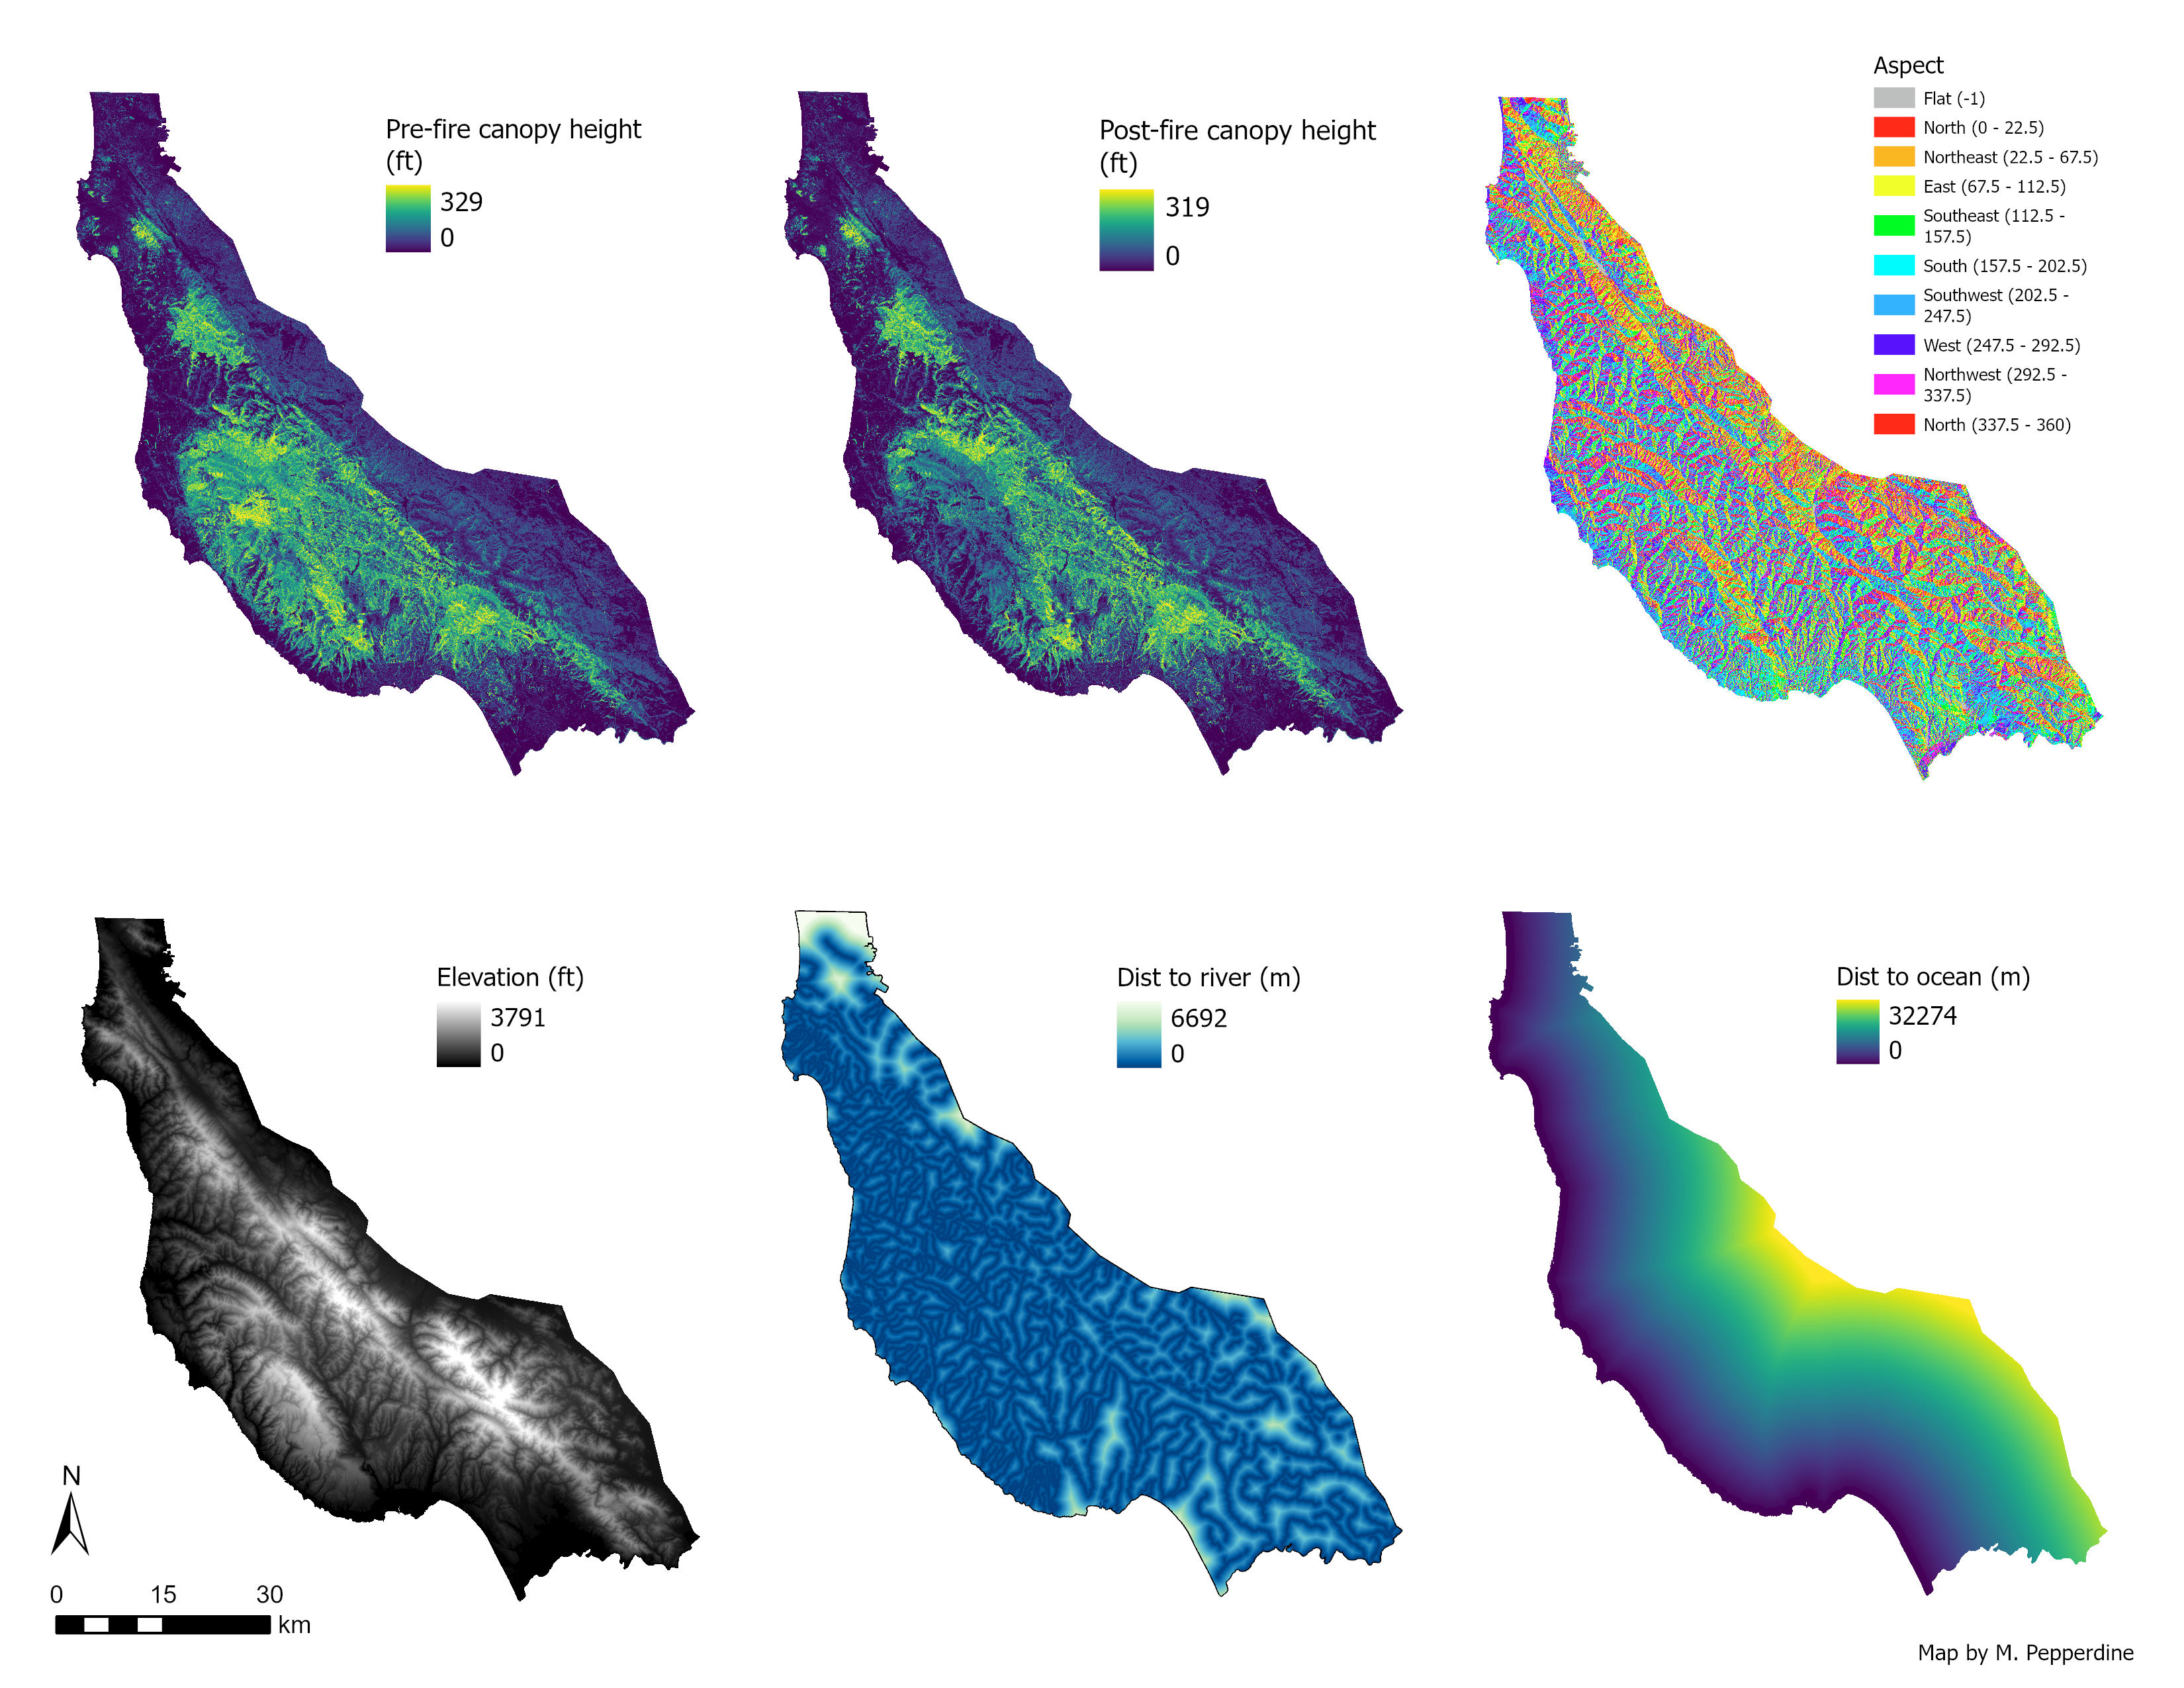 Pre-fire canopy height
(ft)
329
0
Post-fire canopy height
(ft)
319
0
Aspect
Flat (-1)
North (0 - 22.5)
Northeast (22.5 - 67.5)
East (67.5 - 112.5)
Southeast (112.5 -
157.5)
South (157.5 - 202.5)
Southwest (202.5 -
247.5)
West (247.5 - 292.5)
Northwest (292.5 -
337.5)
North (337.5 - 360)
Elevation (ft)
3791
0
Dist to river (m)
6692
0
Dist to ocean (m)
32274
0
N
0 15 30
km
Map by M. Pepperdine